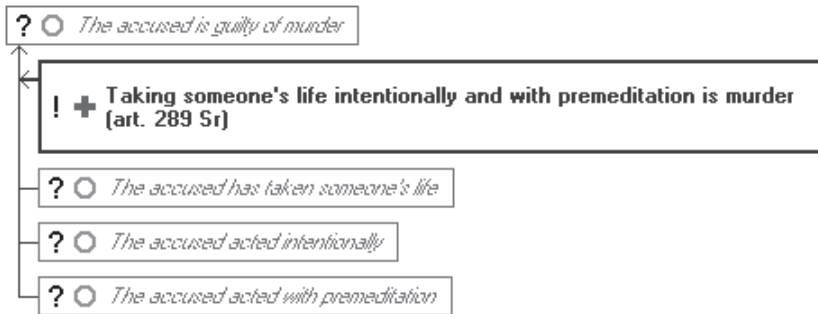 ? The accused is guilty of murder
! + Taking someone's life intentionally and with premeditation is murder
(art. 289 Sr)
? The accused has taken someone's life
? The accused acted intentionally
? The accused acted with premeditation